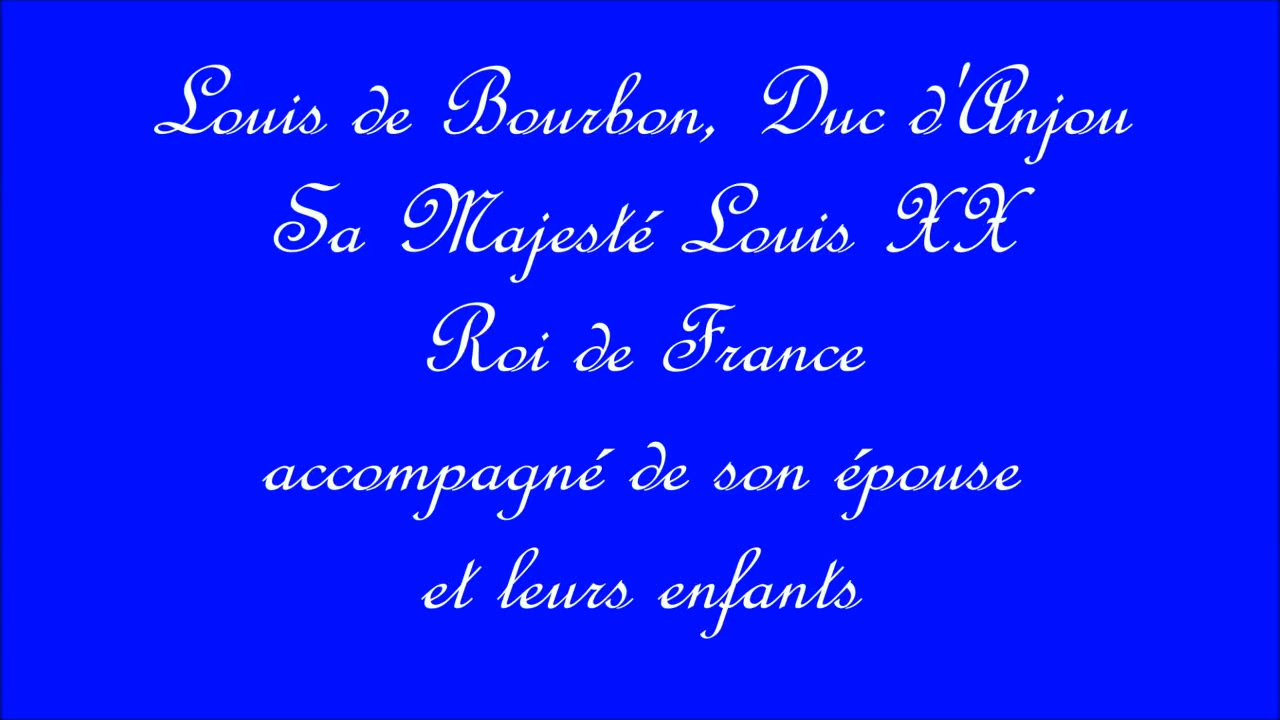 Louis de Bourbon, Duc d'Anjou
Sa Majesté Louis XX
Roi de France
accompagné de son épouse
et leurs enfants